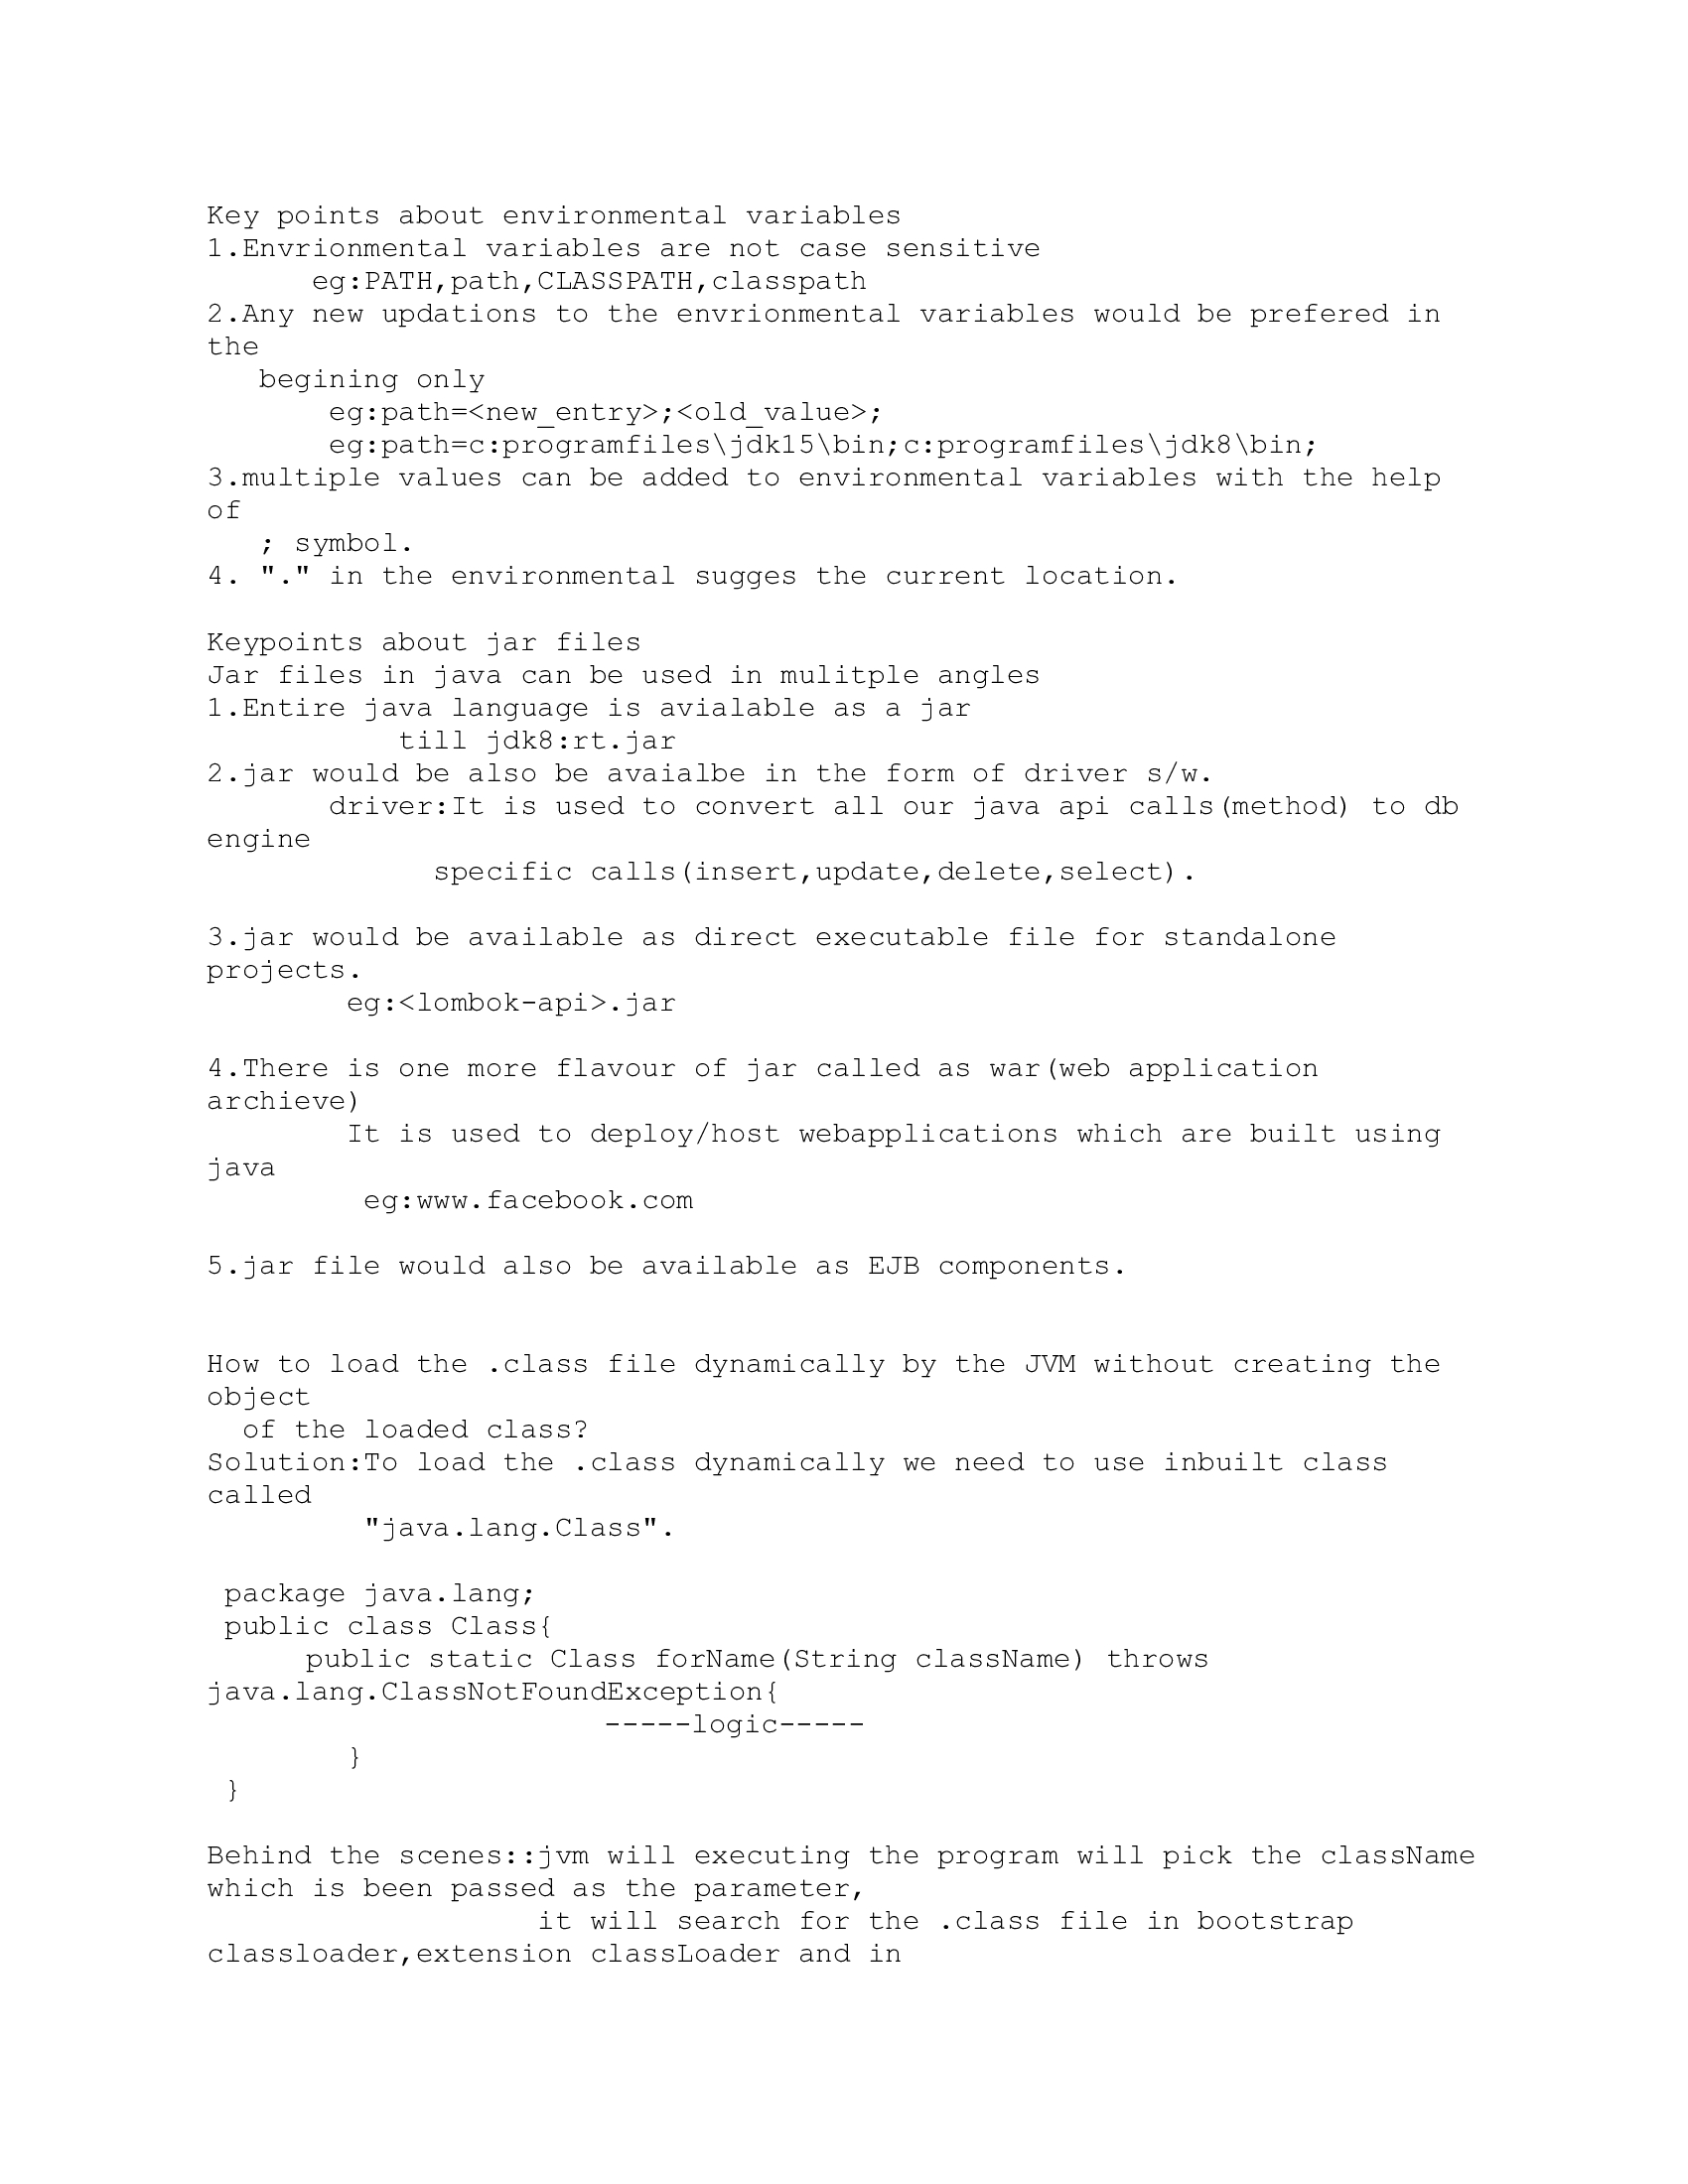 Key points about environmental variables
1.Envrionmental variables are not case sensitive
eg:PATH,path,CLASSPATH,classpath
2.Any new updations to the envrionmental variables would be prefered in
the
begining only
eg:path=<new_entry>;<old_value>;
eg:path=c:programfiles\jdk15\bin;c:programfiles\jdk8\bin;
3.multiple values can be added to environmental variables with the help
of
; symbol.
4. "." in the environmental sugges the current location.
Keypoints about jar files
Jar files in java can be used in mulitple angles
1.Entire java language is avialable as a jar
till jdk8:rt.jar
2.jar would be also be avaialbe in the form of driver s/w.
driver:It is used to convert all our java api calls(method) to db
engine
specific calls(insert,update,delete,select).
3.jar would be available as direct executable file for standalone
projects.
eg:<lombok-api>.jar
4.There is one more flavour of jar called as war(web application
archieve)
It is used to deploy/host webapplications which are built using
java
eg:www.facebook.com
5.jar file would also be available as EJB components.
How to load the .class file dynamically by the JVM without creating the
object
of the loaded class?
Solution:To load the .class dynamically we need to use inbuilt class
called
"java.lang.Class".
package java.lang;
public class Class{
public static Class forName(String className) throws
java.lang.ClassNotFoundException{
-----logic-----
}
}
Behind the scenes::jvm will executing the program will pick the className
which is been passed as the parameter,
it will search for the .class file in bootstrap
classloader,extension classLoader and in